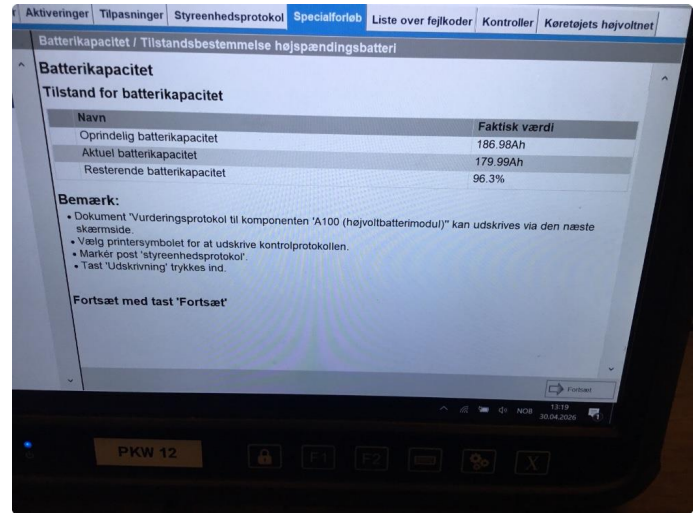 r Aktiveringer Tilpasninger Styreenhedsprotokol Specialforløb Liste over fejlkoder Kontroller Køretøjets højvoltnet
Batterikapacitet / Tilstandsbestemmelse højspændingsbatteri
Batterikapacitet
Tilstand for batterikapacitet
Navn Faktisk værdi
Oprindelig batterikapacitet 186.98Ah
Aktuel batterikapacitet 179.99Ah
Resterende batterikapacitet 96.3%
Bemærk:
• Dokument 'Vurderingsprotokol til komponenten 'A100 (højvoltbatterimodul)'' kan udskrives via den næste
skærmside.
• Vælg printersymbolet for at udskrive kontrolprotokollen.
• Markér post 'styreenhedsprotokol'.
• Tast 'Udskrivning' trykkes ind.
Fortsæt med tast 'Fortsæt'
Fortsæt
NOB 13:19
30.04.2026
1
PKW 12
F1 F2 X